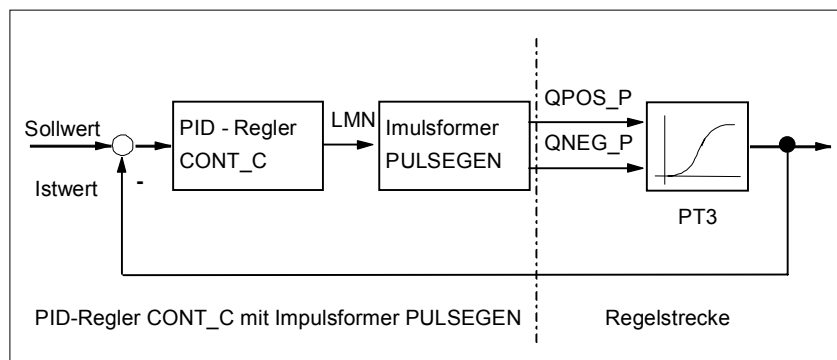 QPOS_P
PID - Regler
LMN
Imulsformer
Sollwert
CONT_C
PULSEGEN
QNEG_P
Istwert
-
PT3
PID-Regler CONT_C mit Impulsformer PULSEGEN
Regelstrecke